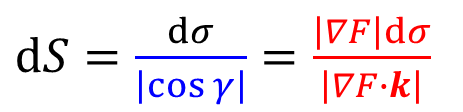 dS = dσ / |cos γ| = |∇F|dσ / |∇F·k|